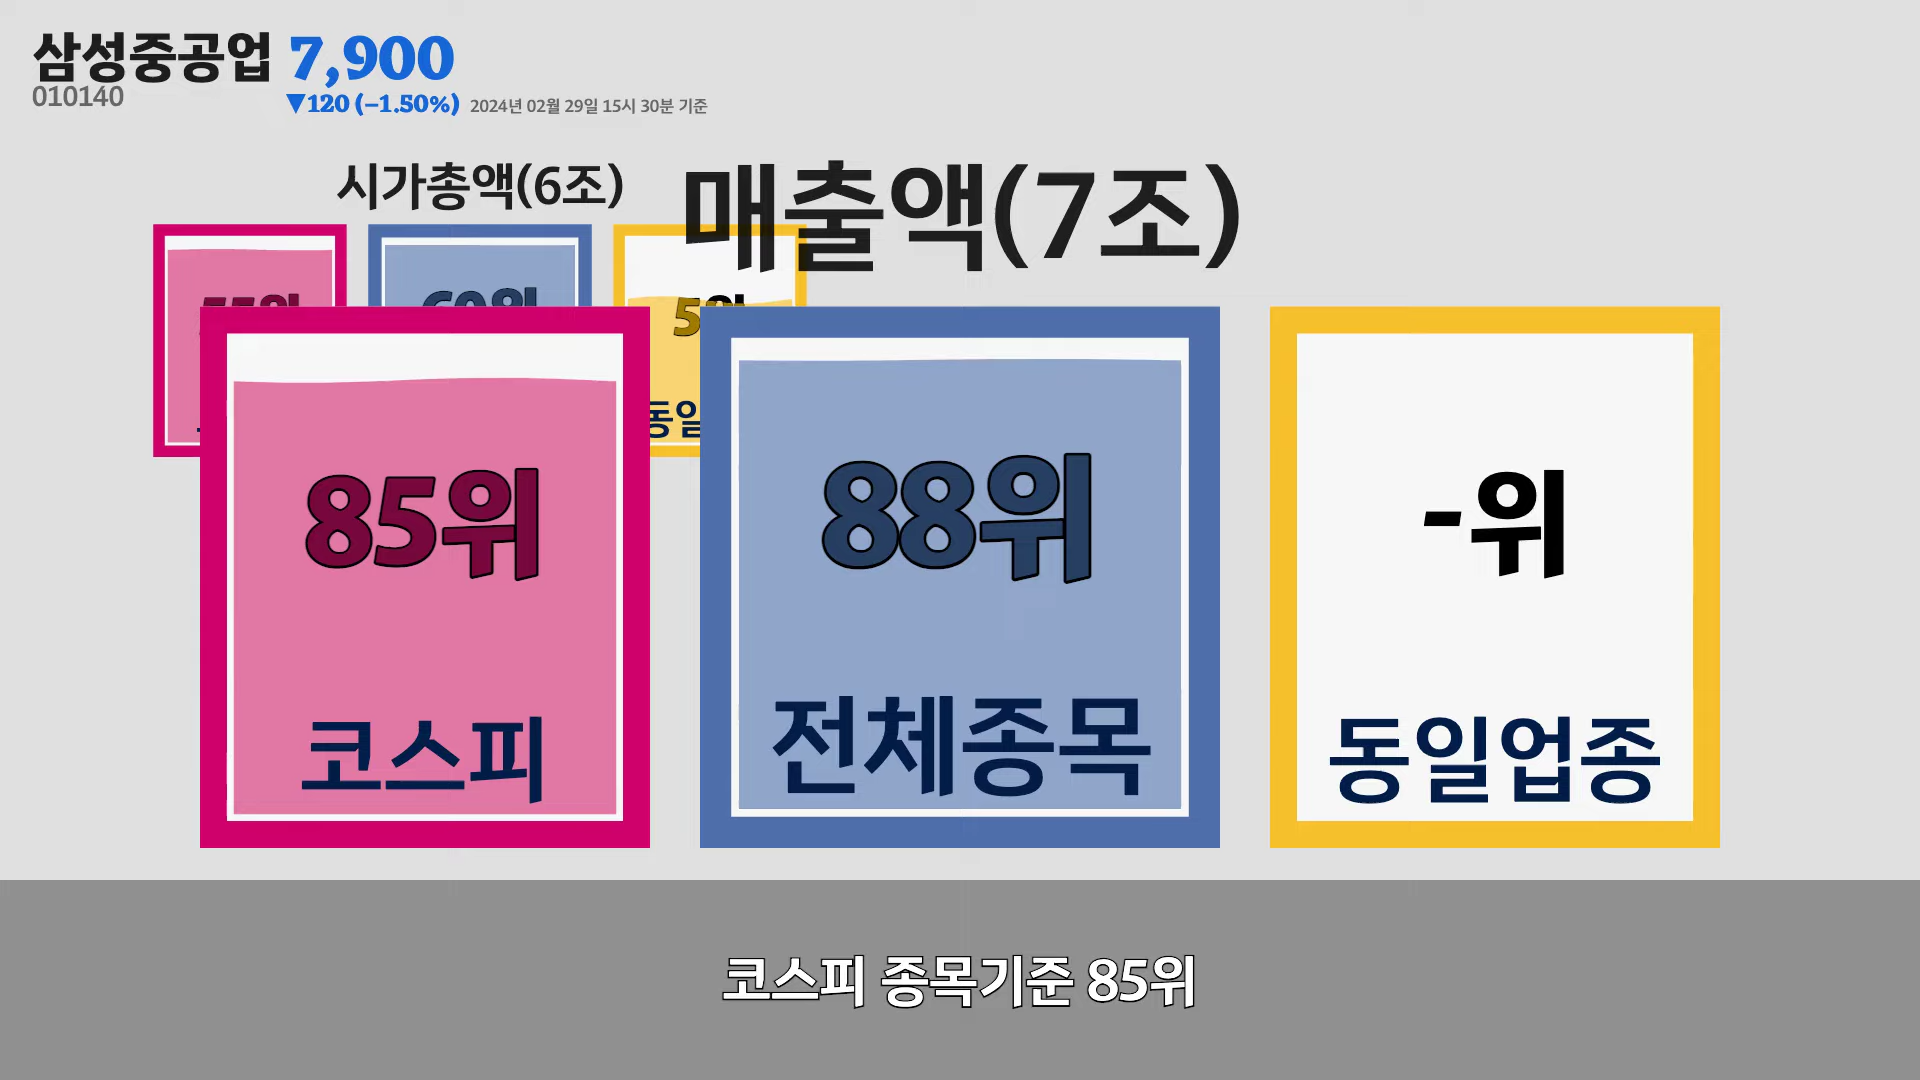 삼성중공업 7,900
010140 ▼120 (−1.50%) 2024년 02월 29일 15시 30분 기준
시가총액(6조)
매출액(7조)
85위
88위
-위
코스피
전체종목
동일업종
코스피 종목기준 85위